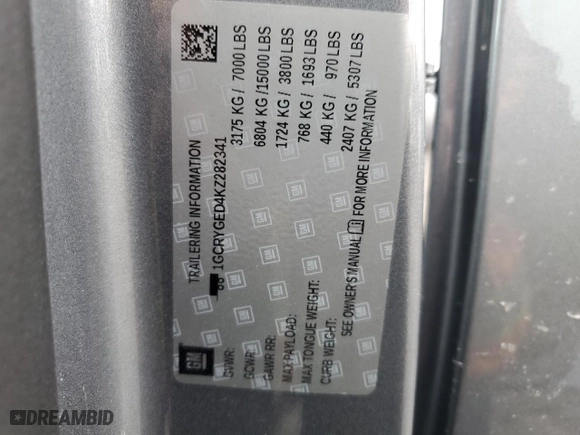 TRAILERING INFORMATION
1GCRYGED4KZ282341
GM
GVWR: 3175 KG / 7000 LBS
GCWR: 6804 KG /15000 LBS
GAWR RR: 1724 KG / 3800 LBS
MAX PAYLOAD: 768 KG / 1693 LBS
MAX TONGUE WEIGHT: 440 KG / 970 LBS
CURB WEIGHT: 2407 KG / 5307 LBS
SEE OWNER'S MANUAL FOR MORE INFORMATION
DREAMBID